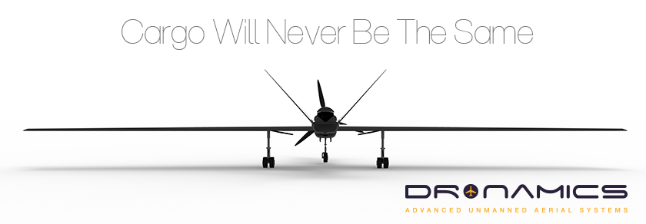 Cargo Will Never Be The Same
DRONAMICS
ADVANCED UNMANNED AERIAL SYSTEMS